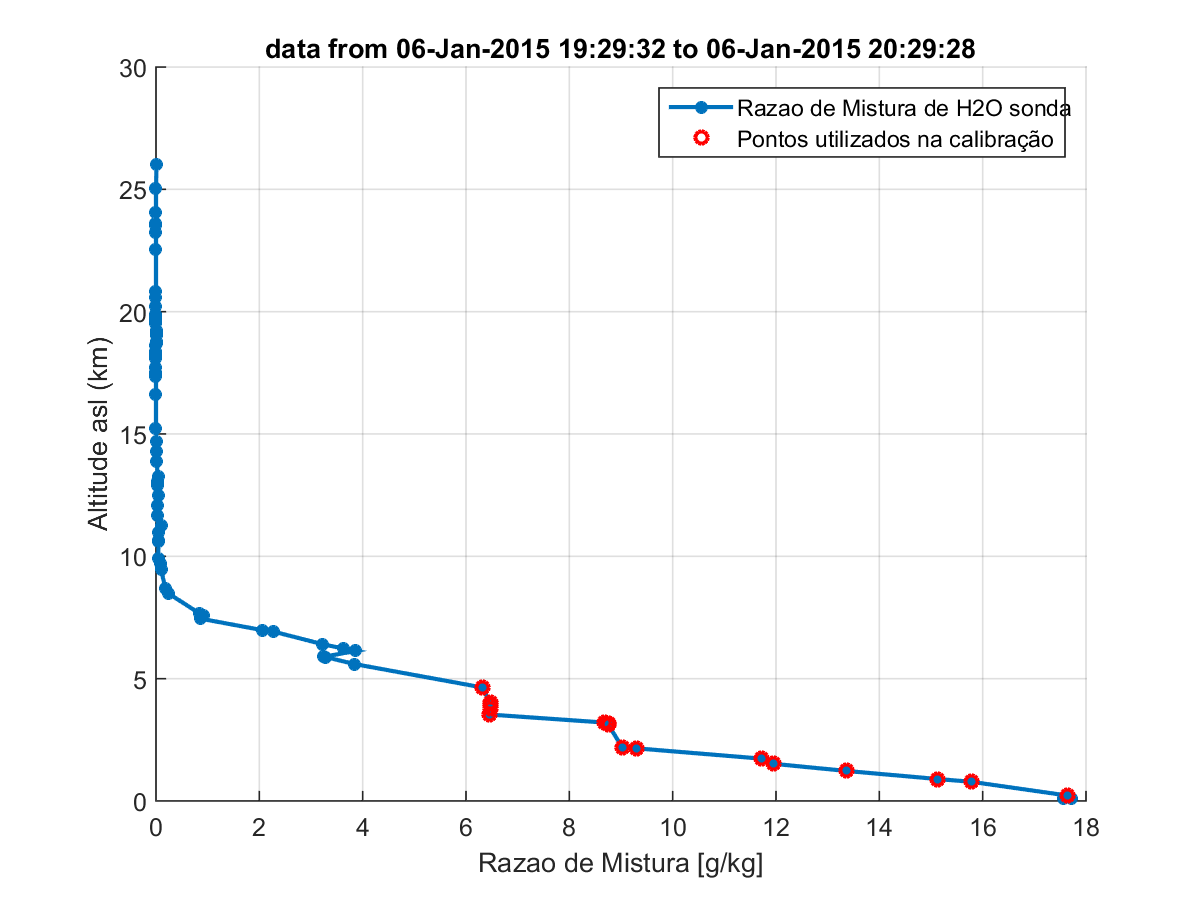 data from 06-Jan-2015 19:29:32 to 06-Jan-2015 20:29:28
Razao de Mistura de H2O sonda
Pontos utilizados na calibração
30
25
20
15
10
5
0
Altitude asl (km)
0 2 4 6 8 10 12 14 16 18
Razao de Mistura [g/kg]